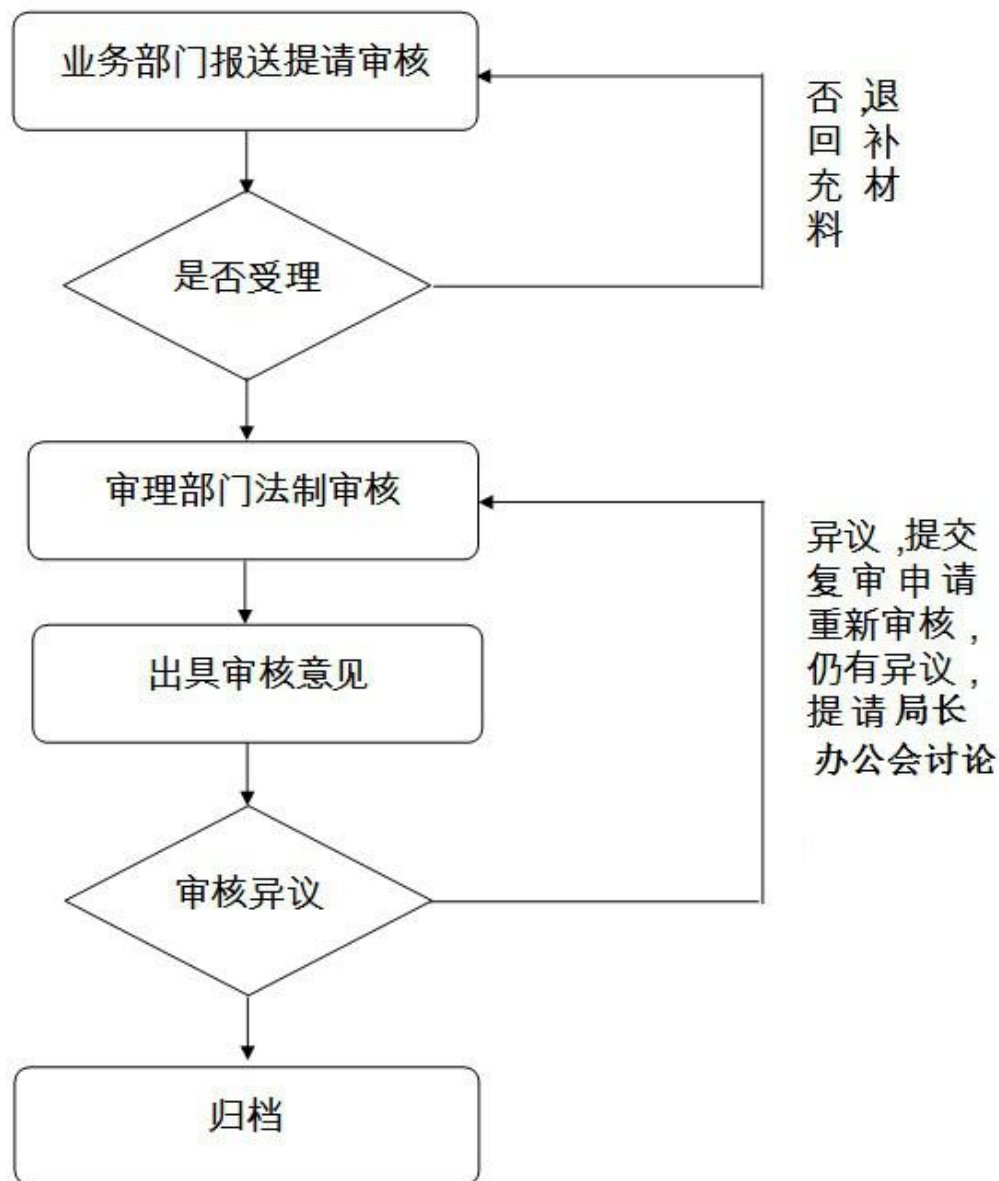 业务部门报送提请审核
否,退
回补
充材
料
是否受理
审理部门法制审核
异议,提交
复审申请
重新审核,
仍有异议,
提请局长
办公会讨论
出具审核意见
审核异议
归档